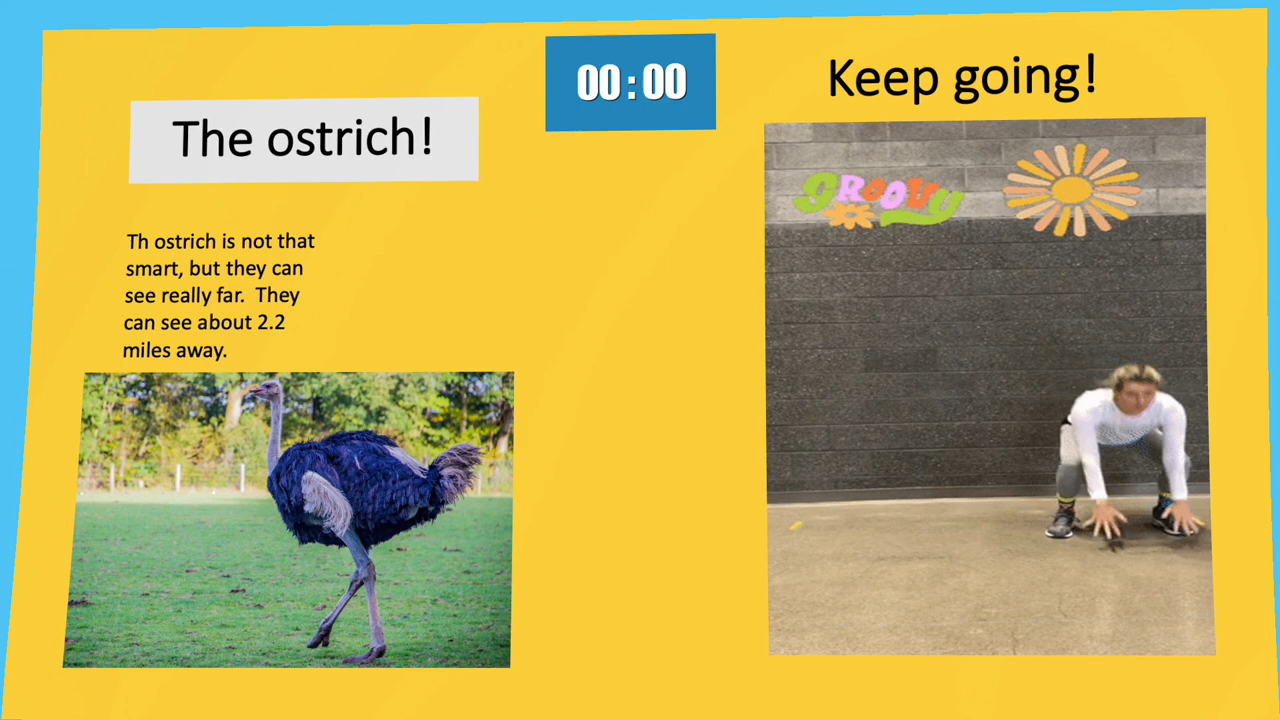 00:00
Keep going!
The ostrich!
GROOVY
Th ostrich is not that
smart, but they can
see really far.  They
can see about 2.2
miles away.